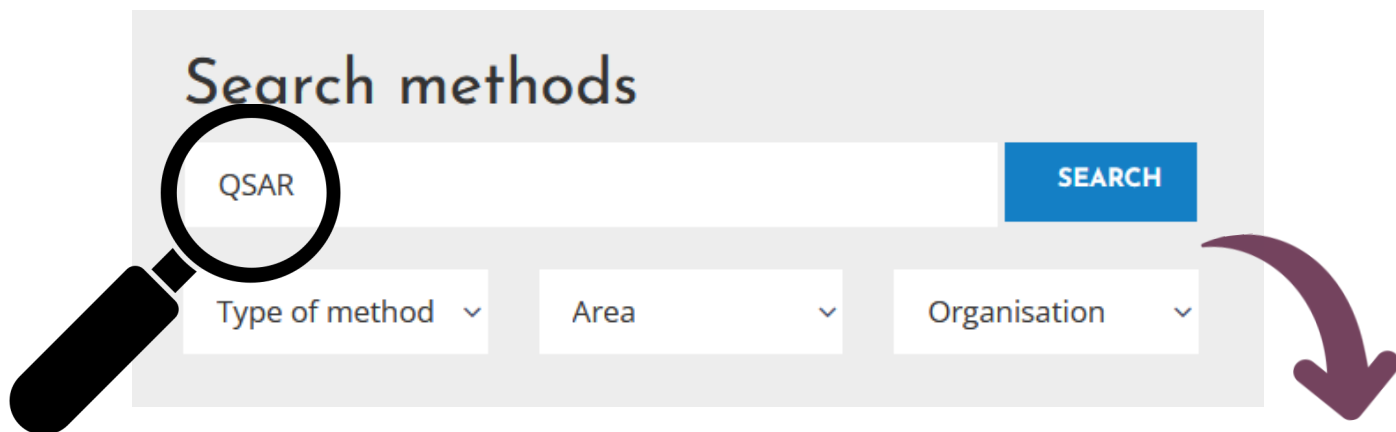 Search methods
QSAR
SEARCH
Type of method
Area
Organisation